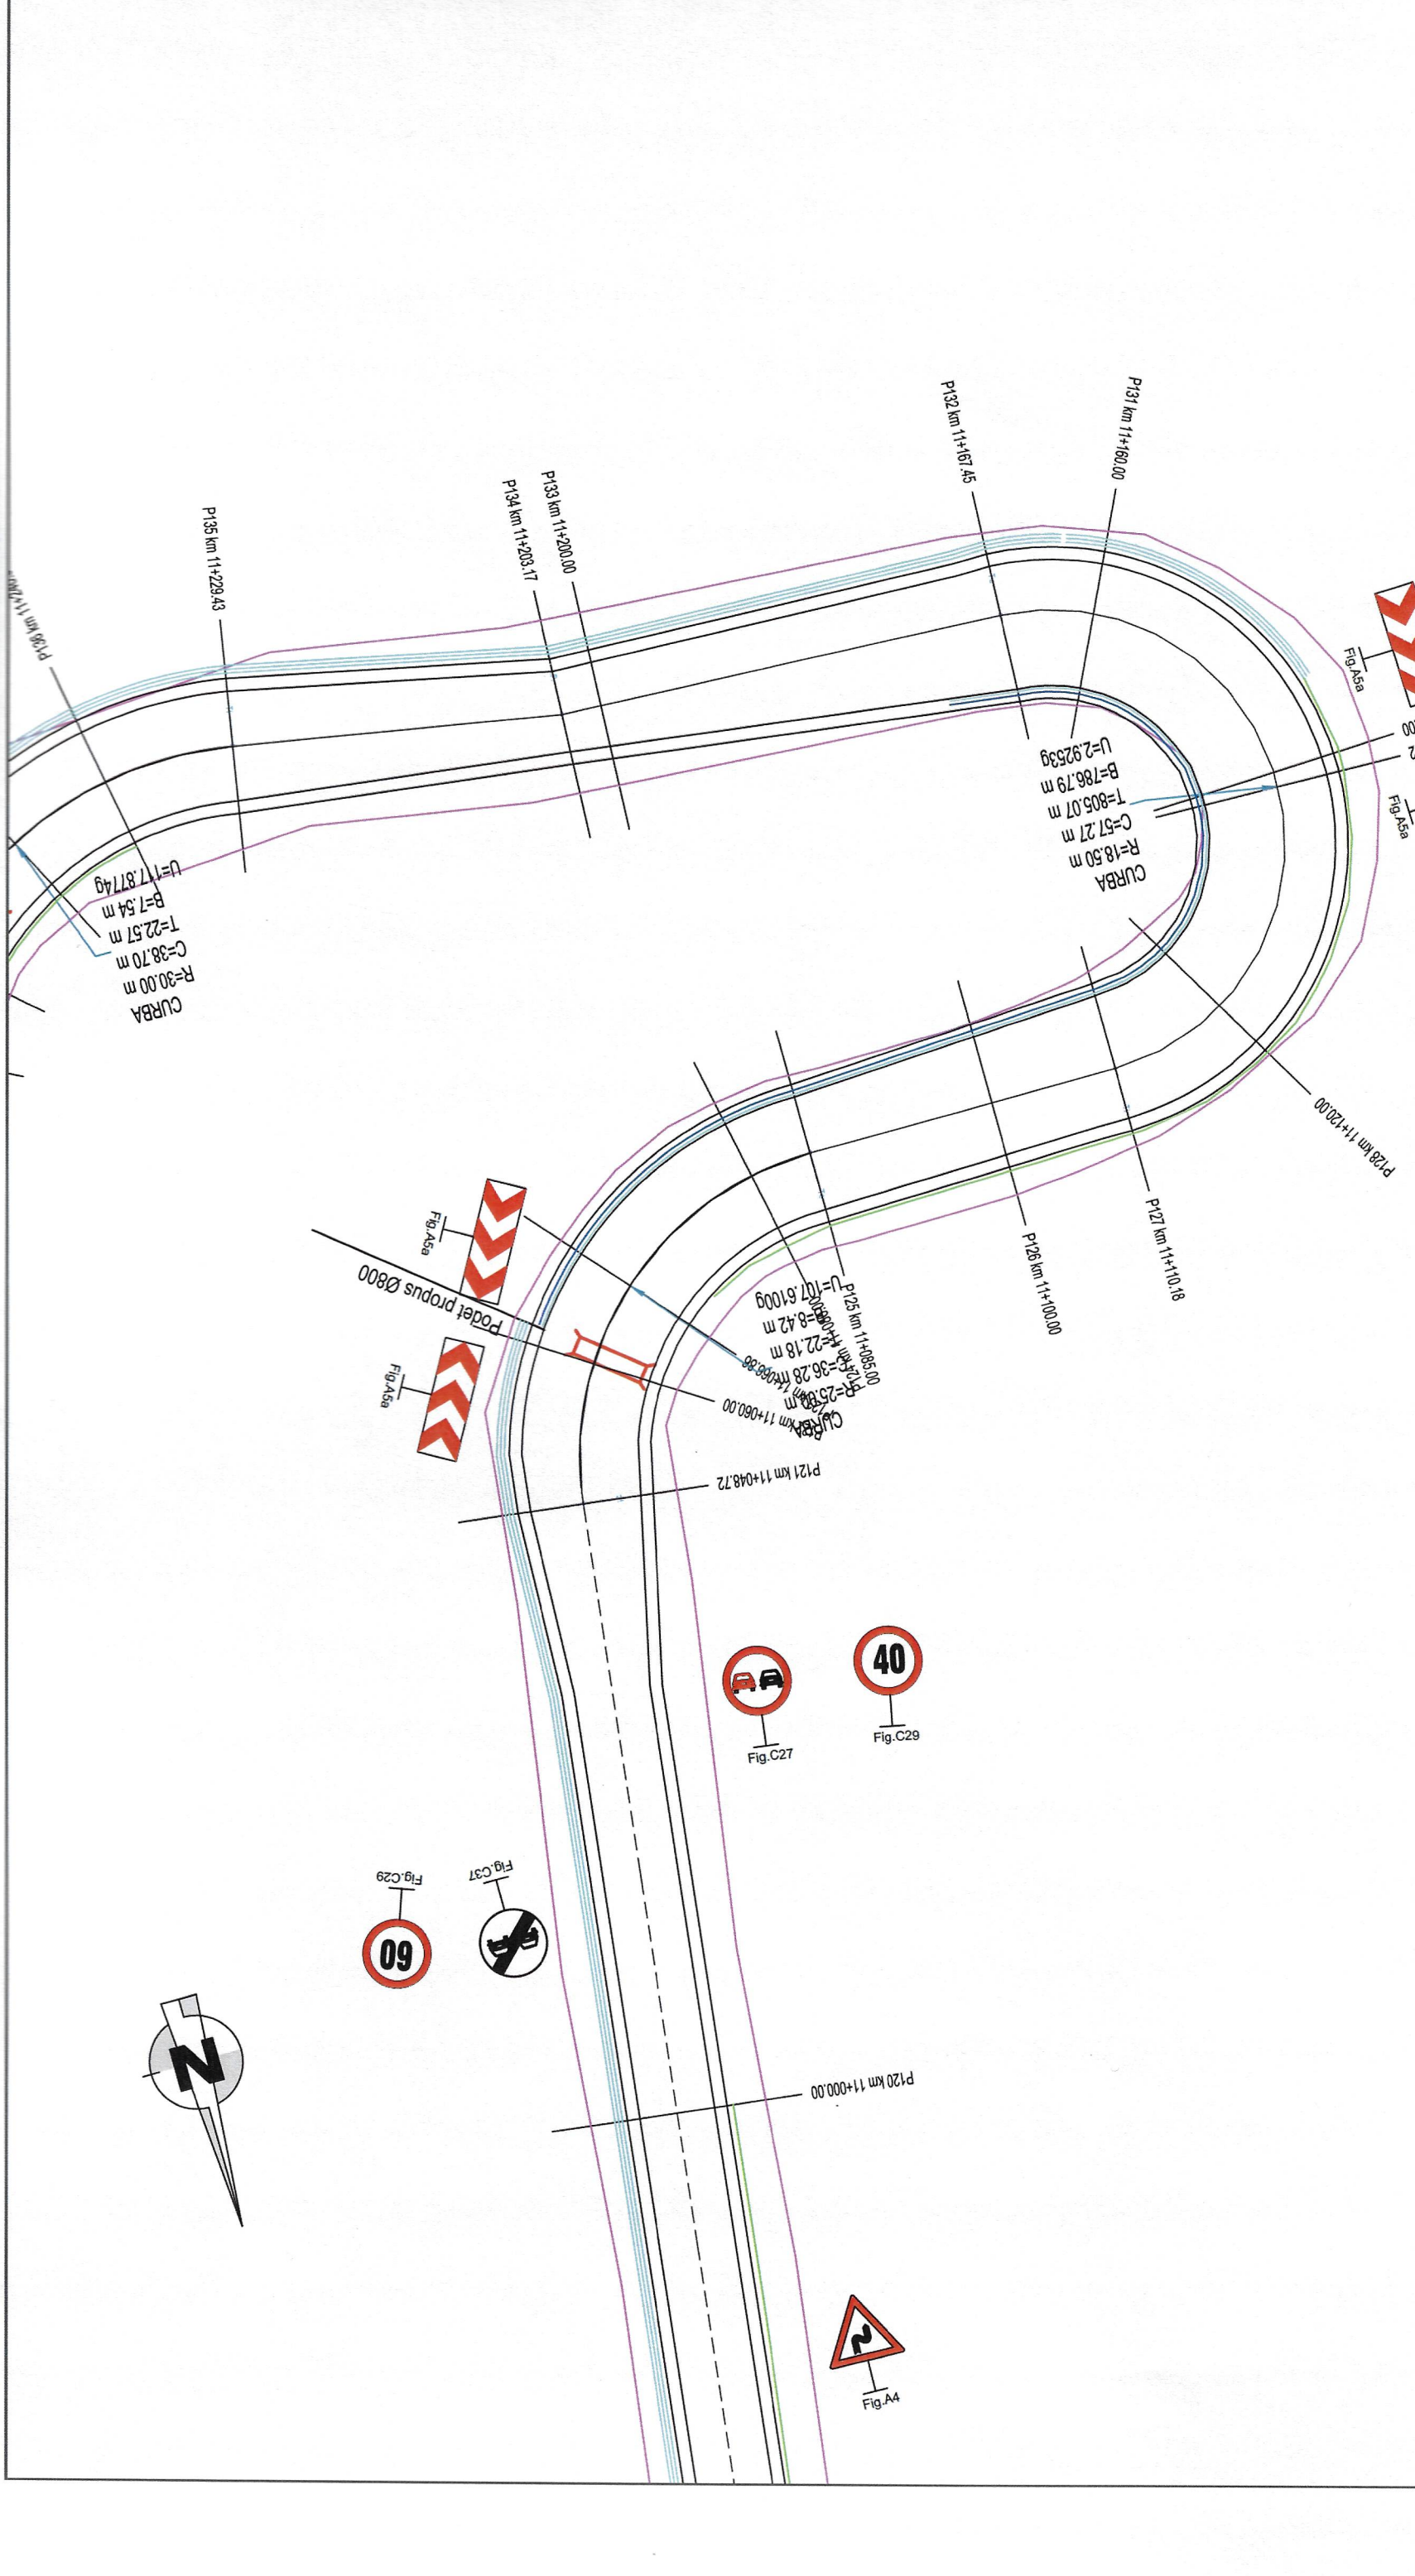 P131 km 11+160.00
P132 km 11+167.45
P133 km 11+200.00
P134 km 11+203.17
P135 km 11+229.43
P136 km
Fig.A5a
Fig.A5a
CURBA
R=18.50 m
C=57.27 m
T=805.07 m
B=786.79 m
U=2.9253g
CURBA
R=30.00 m
C=38.70 m
T=22.57 m
B=7.54 m
U=117.8774g
P128 km 11+120.00
P127 km 11+110.18
P126 km 11+100.00
P125 km 11+085.00
CURBA
R=25.00 m
C=36.28 m
T=22.18 m
B=8.42 m
U=107.6100g
11+066.86
km 11+060.00
P121 km 11+048.72
Podet propus Ø800
Fig.A5a
Fig.A5a
40
Fig.C27
Fig.C29
Fig.C29
Fig.C37
60
N
P120 km 11+000.00
Fig.A4